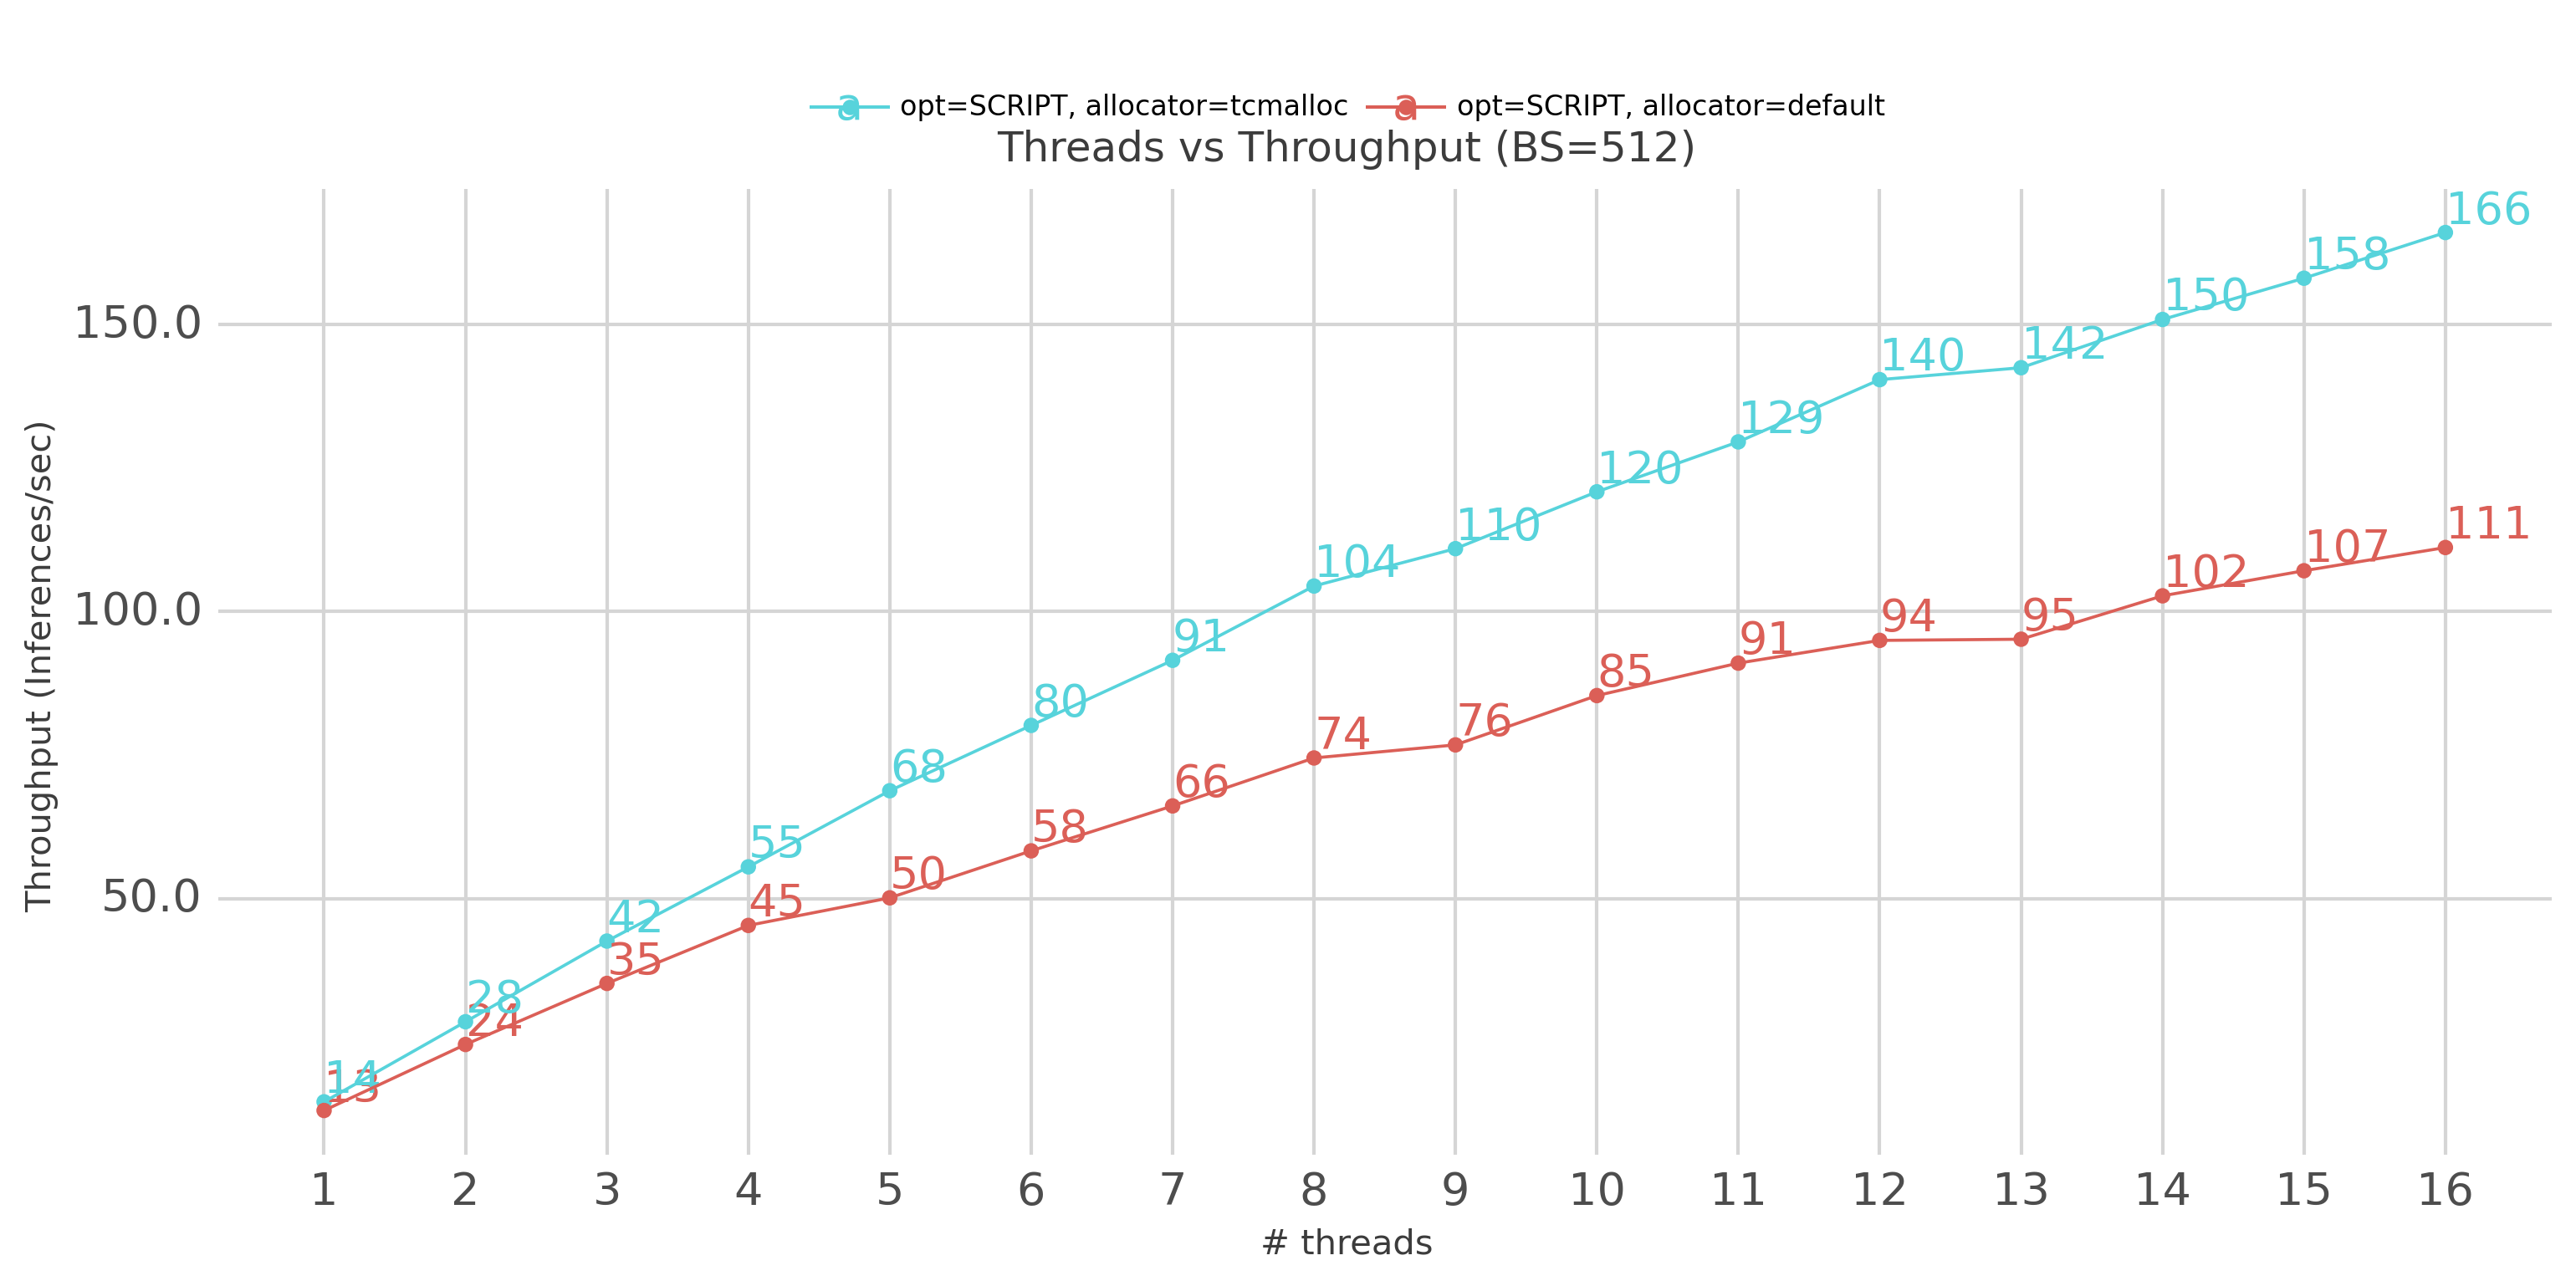 a opt=SCRIPT, allocator=tcmalloc a opt=SCRIPT, allocator=default
Threads vs Throughput (BS=512)
Throughput (Inferences/sec)
150.0
100.0
50.0
14 28 42 55 68 80 91 104 110 120 129 140 142 150 158 166
13 24 35 45 50 58 66 74 76 85 91 94 95 102 107 111
1 2 3 4 5 6 7 8 9 10 11 12 13 14 15 16
# threads